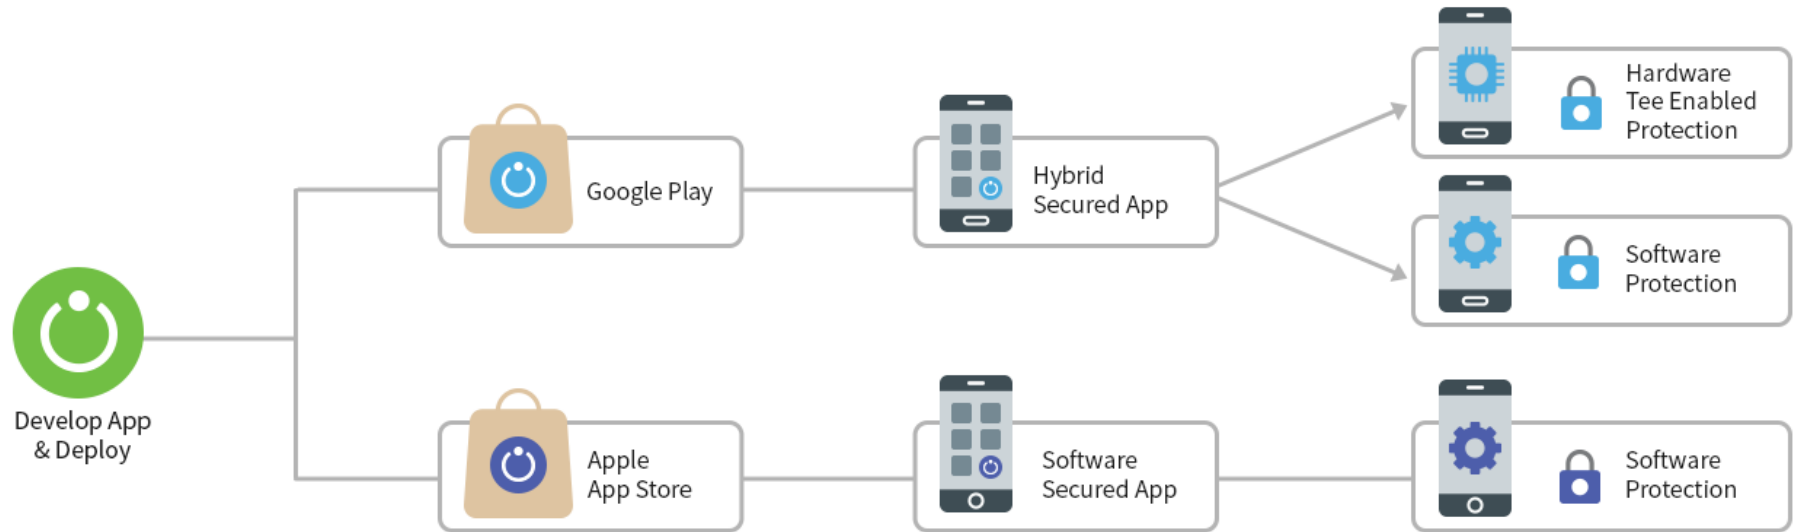 Develop App
& Deploy
Google Play
Hybrid
Secured App
Hardware
Tee Enabled
Protection
Software
Protection
Apple
App Store
Software
Secured App
Software
Protection